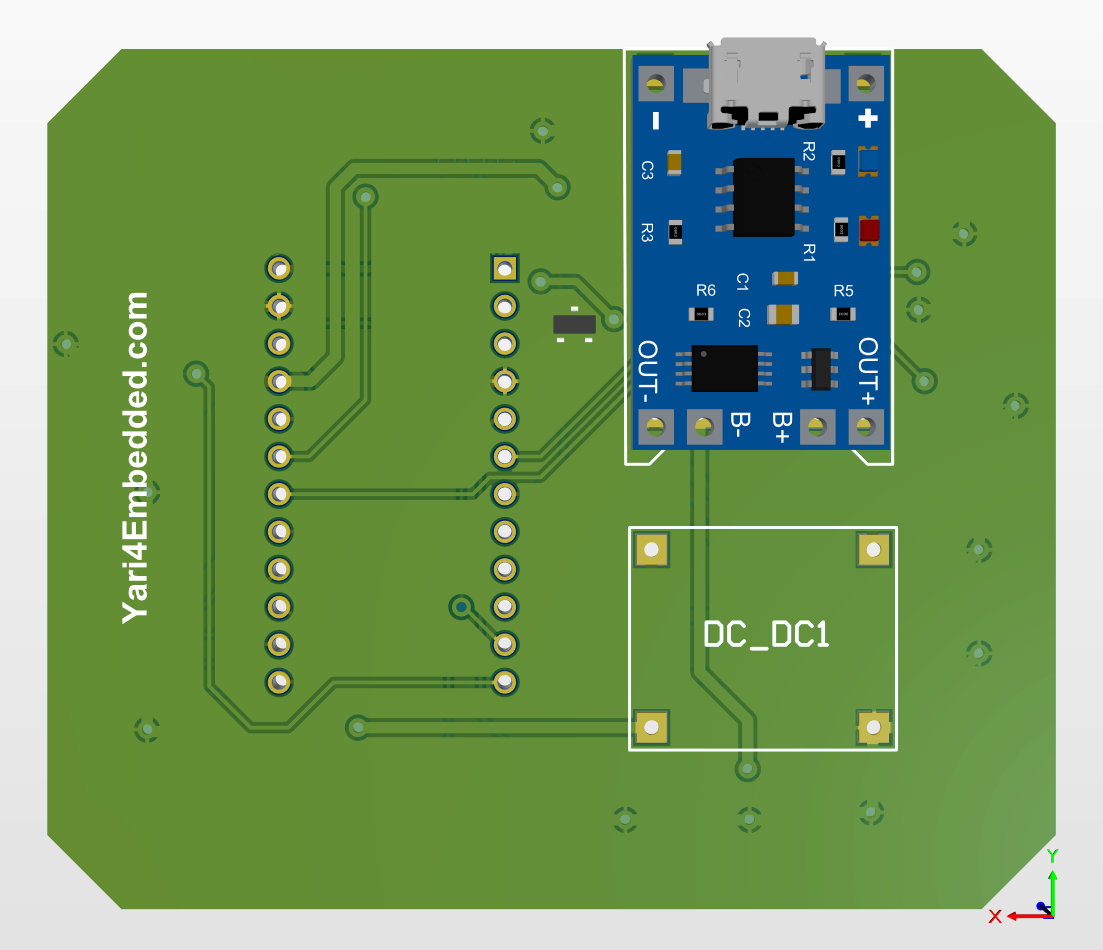 -
+
R2
C3
R3
R1
C1
R6
R5
C2
OUT-
OUT+
B-
B+
Yari4Embedded.com
DC_DC1
Y
X